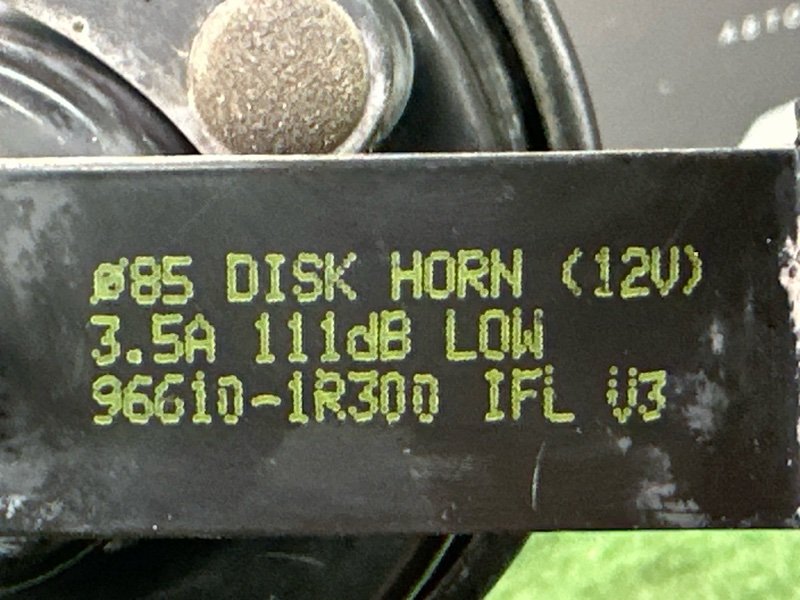 ø85 DISK HORN (12V)
3.5A 111dB LOW
96610-1R300 IFL V3